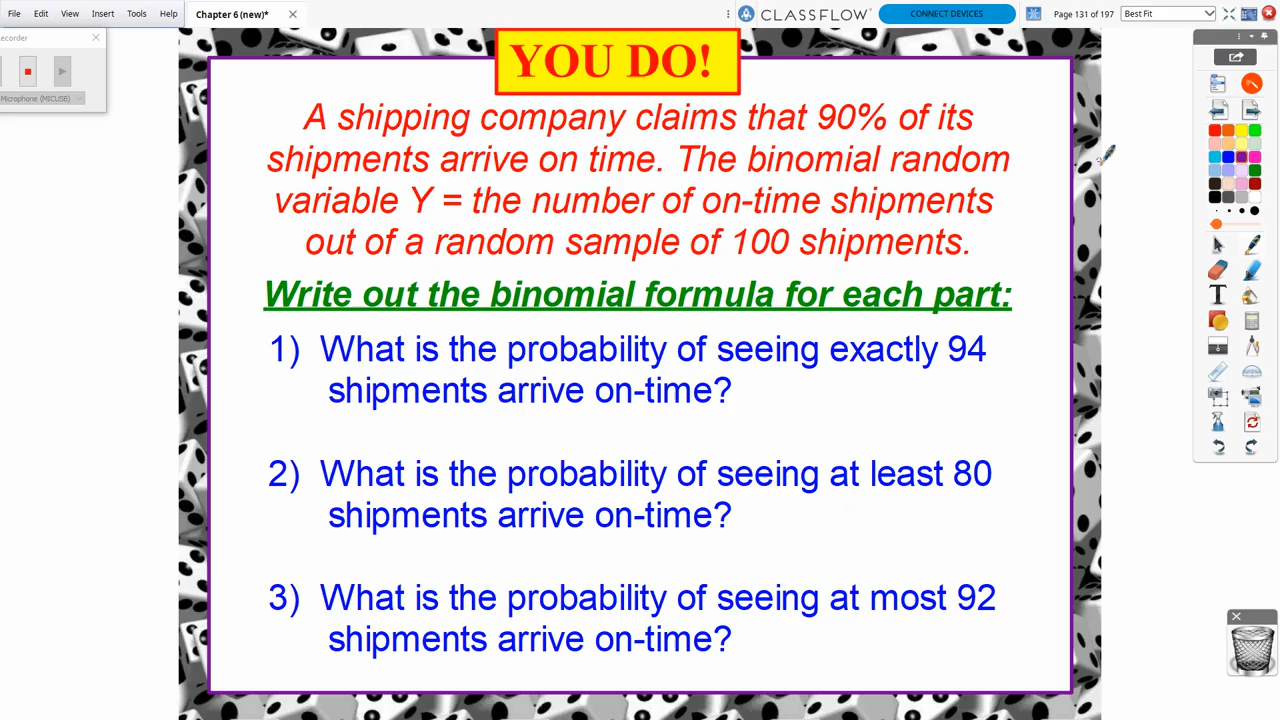 File Edit View Insert Tools Help
Chapter 6 (new)*
CLASSFLOW
CONNECT DEVICES
Page 131 of 197
Best Fit
ecorder
Microphone (MICUSB)
YOU DO!
A shipping company claims that 90% of its
shipments arrive on time. The binomial random
variable Y = the number of on-time shipments
out of a random sample of 100 shipments.
Write out the binomial formula for each part:
1) What is the probability of seeing exactly 94
shipments arrive on-time?
2) What is the probability of seeing at least 80
shipments arrive on-time?
3) What is the probability of seeing at most 92
shipments arrive on-time?